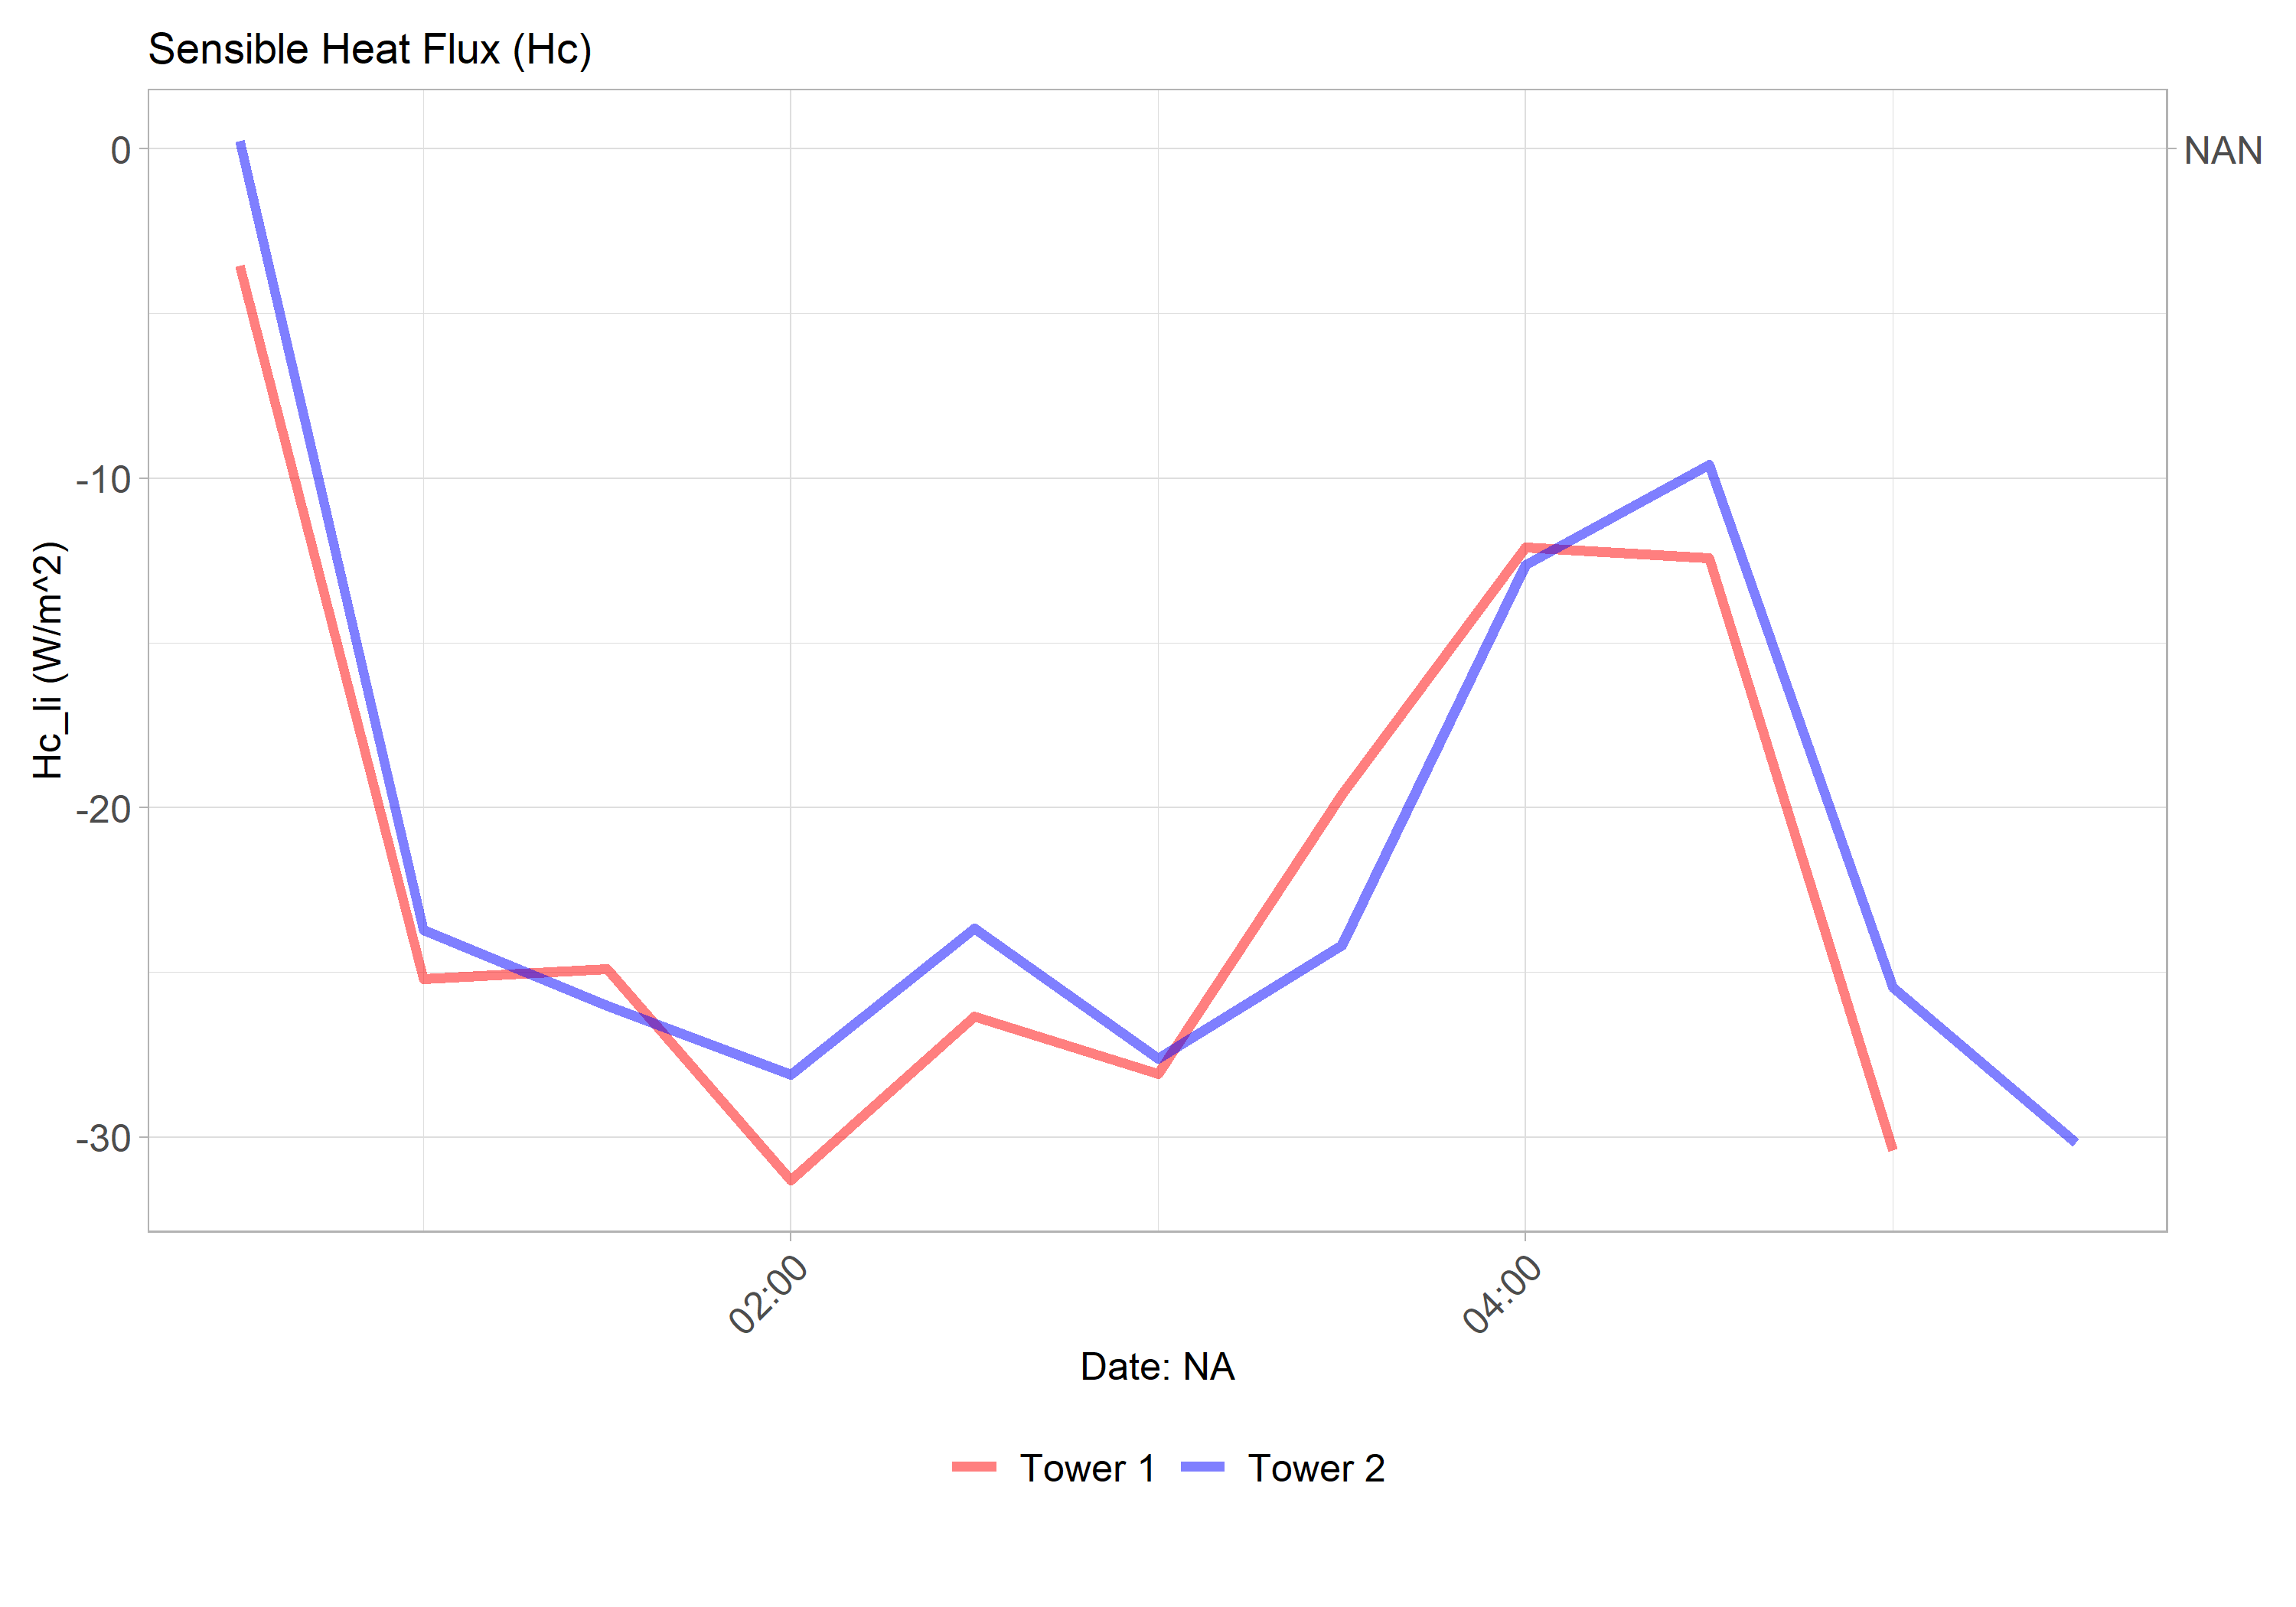 Sensible Heat Flux (Hc)
Hc_li (W/m^2)
0
-10
-20
-30
NAN
02:00
04:00
Date: NA
Tower 1
Tower 2